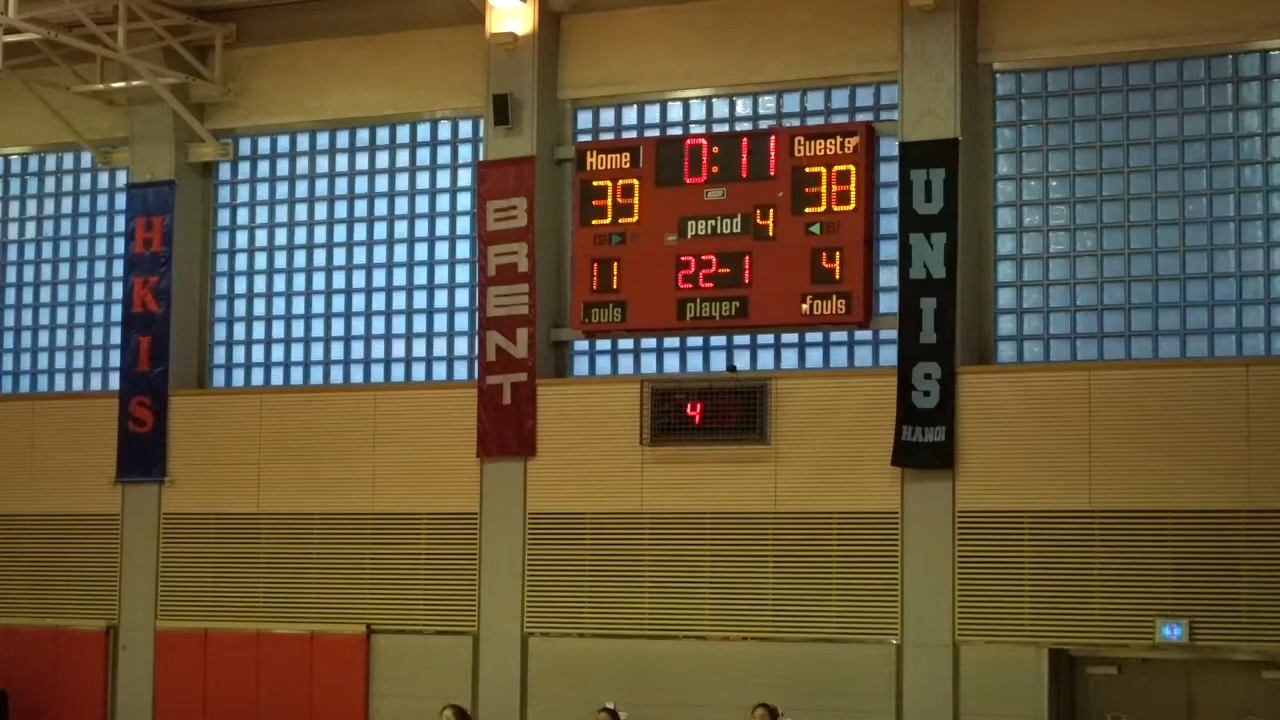 HKIS
BRENT
Home
0:11
Guests
39
38
period 4
11
22-1
4
.ouls
player
fouls
4
UNIS
HANOI